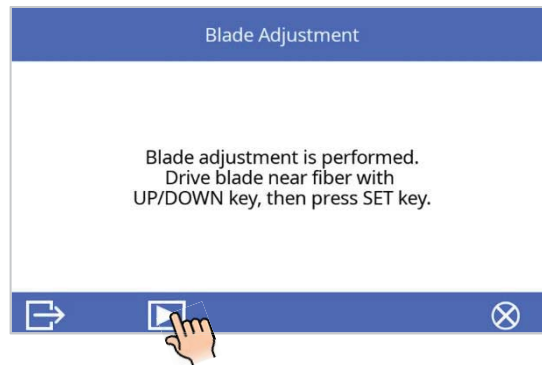 Blade Adjustment
Blade adjustment is performed.
Drive blade near fiber with
UP/DOWN key, then press SET key.